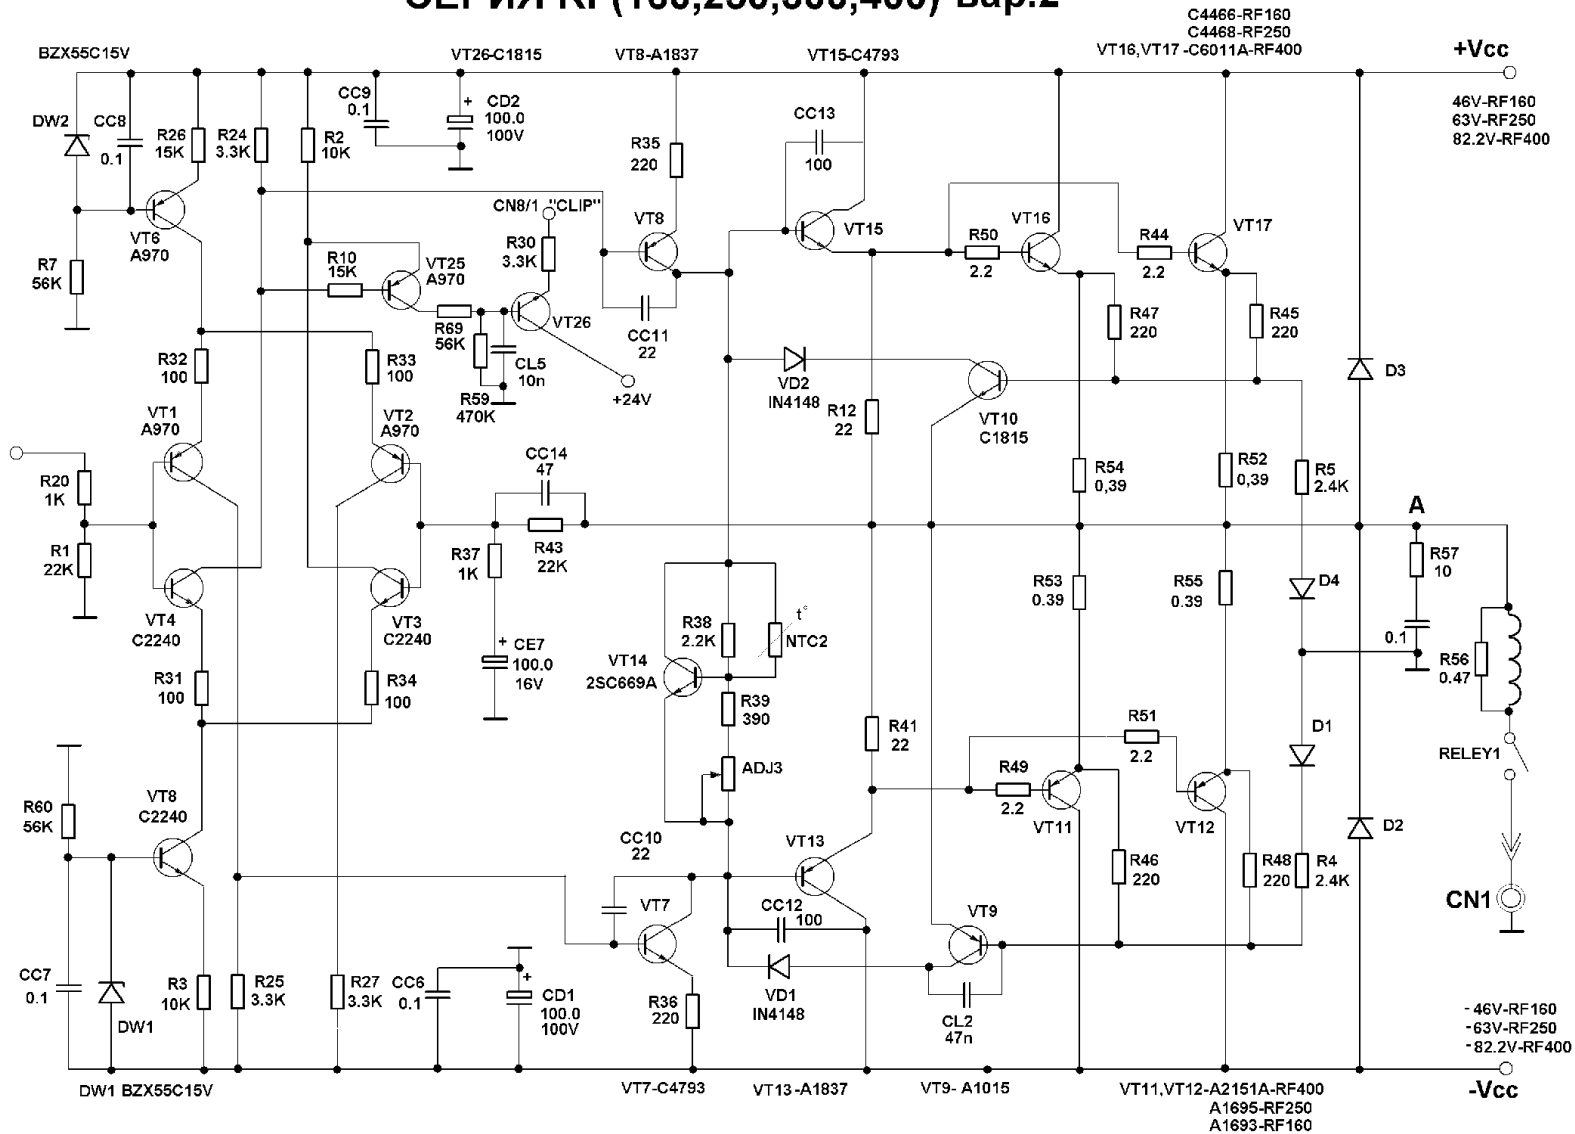 СЕРИЯ RF(160,250,300,400) вар.2
C4466-RF160
C4468-RF250
VT16,VT17 -C6011A-RF400
BZX55C15V
VT26-C1815
VT8-A1837
VT15-C4793
+Vcc
46V-RF160
63V-RF250
82.2V-RF400
DW2
CC8
0.1
R26
15K
R24
3.3K
R2
10K
CC9
0.1
+
CD2
100.0
100V
R35
220
CC13
100
CN8/1 "CLIP"
VT6
A970
R7
56K
R10
15K
VT25
A970
R30
3.3K
VT8
VT15
R50
2.2
VT16
R44
2.2
VT17
R69
56K
VT26
CC11
22
R47
220
R45
220
R32
100
R33
100
CL5
10n
R59
470K
+24V
VD2
IN4148
R12
22
VT10
C1815
D3
VT1
A970
VT2
A970
R20
1K
CC14
47
R54
0,39
R52
0,39
R5
2.4K
A
R1
22K
R37
1K
R43
22K
R57
10
R53
0.39
R55
0.39
D4
VT4
C2240
VT3
C2240
+
CE7
100.0
16V
R38
2.2K
t°
NTC2
0.1
R56
0.47
VT14
2SC669A
R31
100
R34
100
R39
390
R41
22
R51
2.2
D1
RELEY1
ADJ3
R49
2.2
R60
56K
VT8
C2240
VT11
VT12
D2
CC10
22
VT13
R46
220
R48
220
R4
2.4K
CN1
VT7
CC12
100
VT9
CC7
0.1
R3
10K
R25
3.3K
R27
3.3K
CC6
0.1
+
CD1
100.0
100V
R36
220
VD1
IN4148
CL2
47n
DW1
-46V-RF160
-63V-RF250
-82.2V-RF400
DW1 BZX55C15V
VT7-C4793
VT13-A1837
VT9- A1015
VT11,VT12-A2151A-RF400
A1695-RF250
A1693-RF160
-Vcc